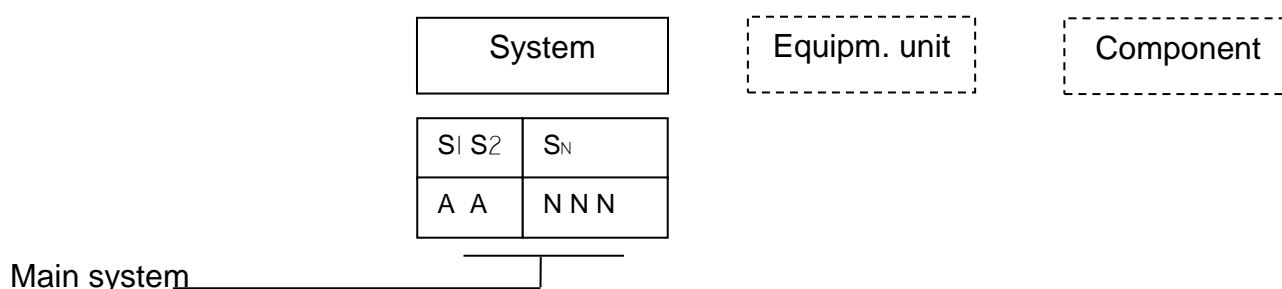 System Equipm. unit Component
S1 S2 SN
A A N N N
Main system